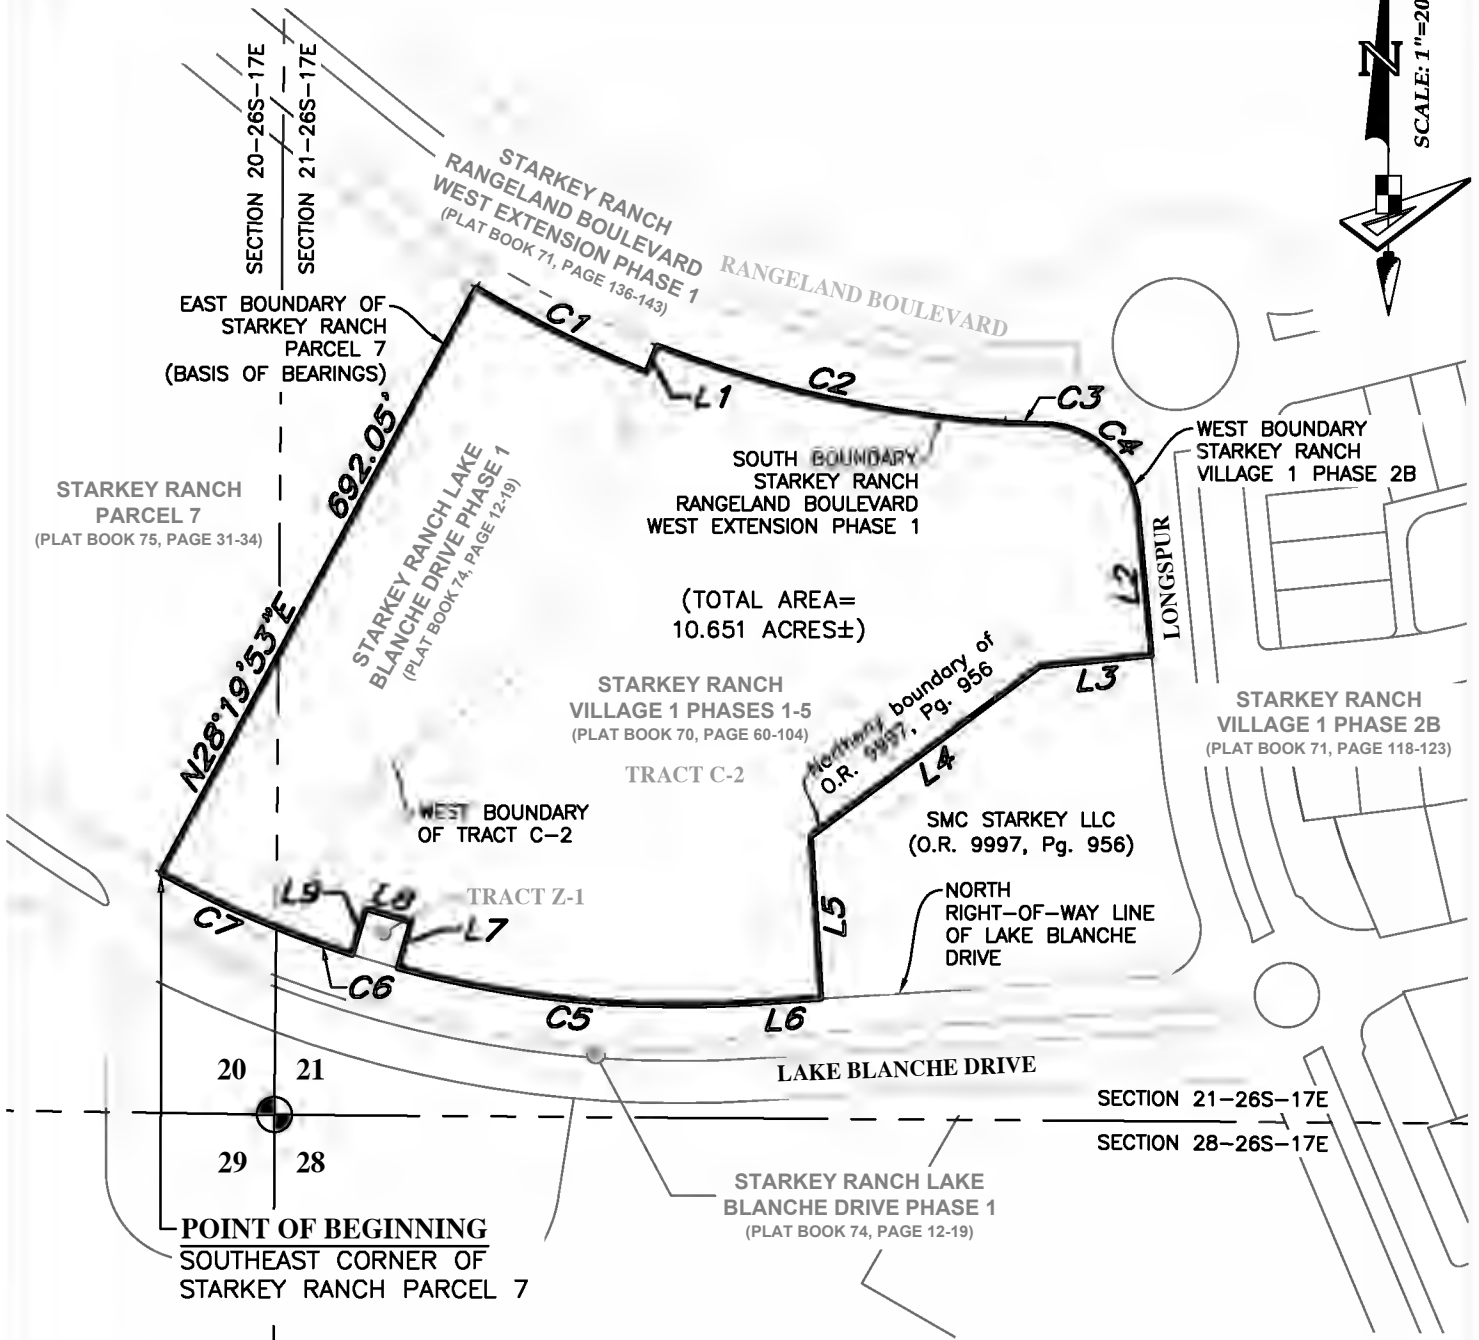 SECTION 20-26S-17E
SECTION 21-26S-17E
N
SCALE: 1"=20
STARKEY RANCH
RANGELAND BOULEVARD
WEST EXTENSION PHASE 1
(PLAT BOOK 71, PAGE 136-143)
RANGELAND BOULEVARD
EAST BOUNDARY OF
STARKEY RANCH
PARCEL 7
(BASIS OF BEARINGS)
C1
L1
C2
C3
C4
WEST BOUNDARY
STARKEY RANCH
VILLAGE 1 PHASE 2B
SOUTH BOUNDARY
STARKEY RANCH
RANGELAND BOULEVARD
WEST EXTENSION PHASE 1
692.05'
N28°19'53"E
STARKEY RANCH
PARCEL 7
(PLAT BOOK 75, PAGE 31-34)
STARKEY RANCH LAKE
BLANCHE DRIVE PHASE 1
(PLAT BOOK 74, PAGE 12-19)
(TOTAL AREA=
10.651 ACRES±)
L2
LONGSPUR
L3
STARKEY RANCH
VILLAGE 1 PHASES 1-5
(PLAT BOOK 70, PAGE 60-104)
TRACT C-2
Northerly boundary of
O.R. 9997, Pg. 956
L4
STARKEY RANCH
VILLAGE 1 PHASE 2B
(PLAT BOOK 71, PAGE 118-123)
WEST BOUNDARY
OF TRACT C-2
SMC STARKEY LLC
(O.R. 9997, Pg. 956)
L9
L8
TRACT Z-1
L7
L5
C7
C6
C5
L6
NORTH
RIGHT-OF-WAY LINE
OF LAKE BLANCHE
DRIVE
LAKE BLANCHE DRIVE
20
21
29
28
SECTION 21-26S-17E
SECTION 28-26S-17E
STARKEY RANCH LAKE
BLANCHE DRIVE PHASE 1
(PLAT BOOK 74, PAGE 12-19)
POINT OF BEGINNING
SOUTHEAST CORNER OF
STARKEY RANCH PARCEL 7